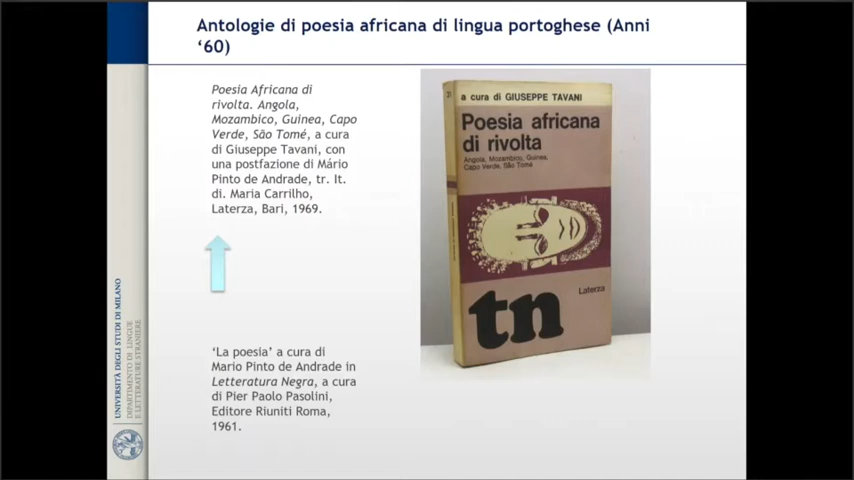 Antologie di poesia africana di lingua portoghese (Anni
‘60)
Poesia Africana di
rivolta. Angola,
Mozambico, Guinea, Capo
Verde, São Tomé, a cura
di Giuseppe Tavani, con
una postfazione di Mário
Pinto de Andrade, tr. It.
di. Maria Carrilho,
Laterza, Bari, 1969.
‘La poesia’ a cura di
Mario Pinto de Andrade in
Letteratura Negra, a cura
di Pier Paolo Pasolini,
Editore Riuniti Roma,
1961.
a cura di GIUSEPPE TAVANI
Poesia africana
di rivolta
Angola, Mozambico, Guinea,
Capo Verde, São Tomé
Laterza
tn
UNIVERSITÀ DEGLI STUDI DI MILANO
DIPARTIMENTO DI LINGUE
E LETTERATURE STRANIERE